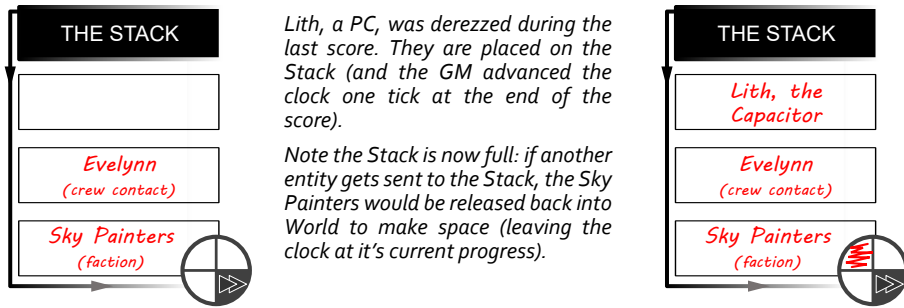 THE STACK
Evelynn
(crew contact)
Sky Painters
(faction)
Lith, a PC, was derezzed during the
last score. They are placed on the
Stack (and the GM advanced the
clock one tick at the end of the
score).
Note the Stack is now full: if another
entity gets sent to the Stack, the Sky
Painters would be released back into
World to make space (leaving the
clock at it's current progress).
THE STACK
Lith, the
Capacitor
Evelynn
(crew contact)
Sky Painters
(faction)